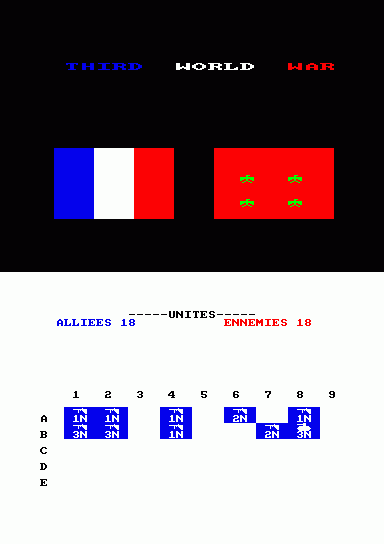 THIRD WORLD WAR
-----UNITES-----
ALLIEES 18 ENNEMIES 18
1 2 3 4 5 6 7 8 9
A 1N 1N 1N 2N 1N
B 3N 3N 1N 2N 3N
C
D
E